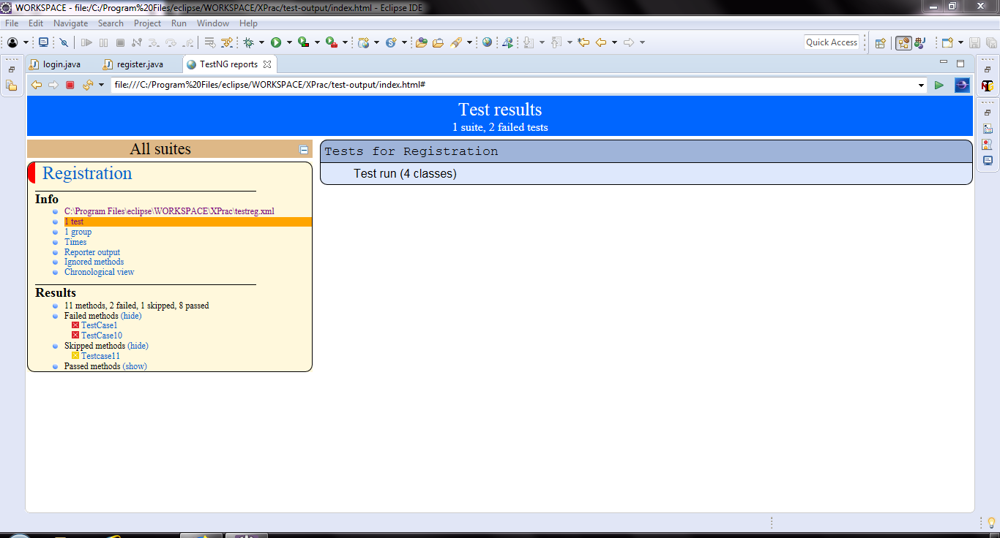 WORKSPACE - file:/C:/Program%20Files/eclipse/WORKSPACE/XPrac/test-output/index.html - Eclipse IDE
File Edit Navigate Search Project Run Window Help
Quick Access
login.java register.java TestNG reports
file:///C:/Program%20Files/eclipse/WORKSPACE/XPrac/test-output/index.html#
Test results
1 suite, 2 failed tests
All suites
Registration
Info
C:\Program Files\eclipse\WORKSPACE\XPrac\testreg.xml
1 test
1 group
Times
Reporter output
Ignored methods
Chronological view
Results
11 methods, 2 failed, 1 skipped, 8 passed
Failed methods (hide)
TestCase1
TestCase10
Skipped methods (hide)
Testcase11
Passed methods (show)
Tests for Registration
Test run (4 classes)